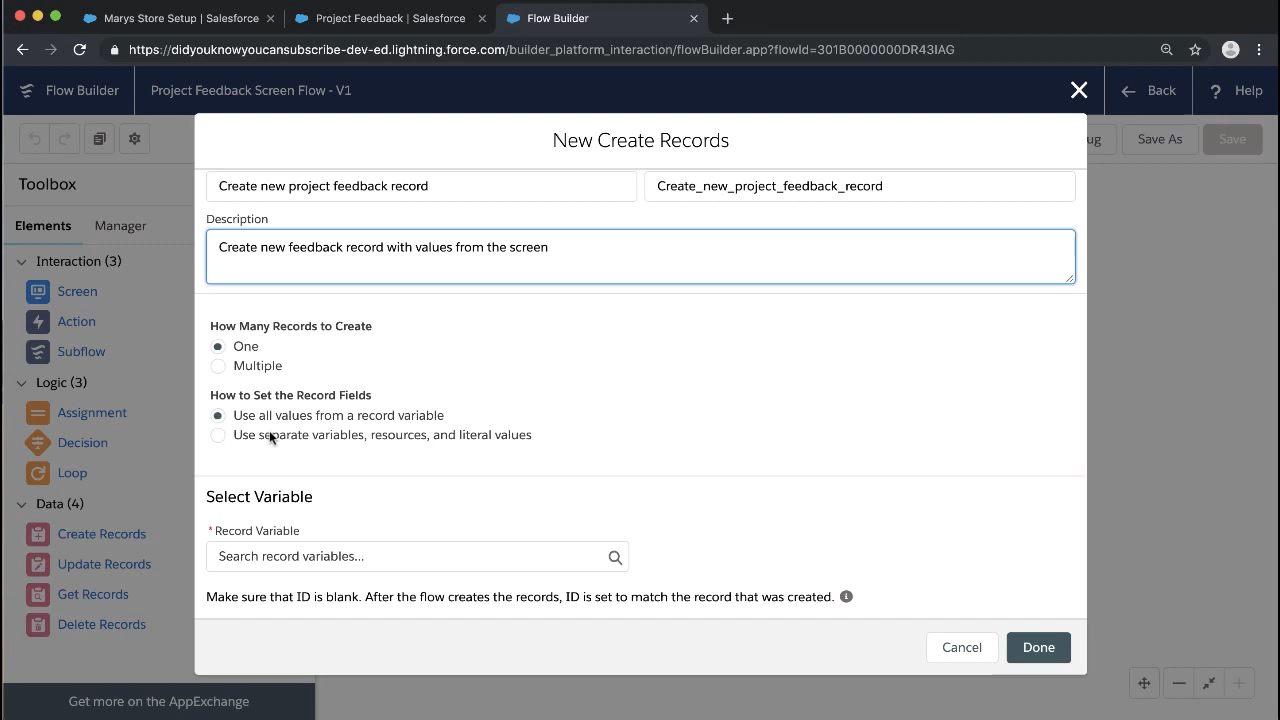 Marys Store Setup | Salesforce
Project Feedback | Salesforce
Flow Builder
https://didyouknowyoucansubscribe-dev-ed.lightning.force.com/builder_platform_interaction/flowBuilder.app?flowId=301B0000000DR43IAG
Flow Builder
Project Feedback Screen Flow - V1
Back
? Help
ug
Save As
Save
New Create Records
Toolbox
Create new project feedback record
Create_new_project_feedback_record
Elements
Manager
Description
Create new feedback record with values from the screen
Interaction (3)
Screen
Action
Subflow
Logic (3)
Assignment
Decision
Loop
Data (4)
Create Records
Update Records
Get Records
Delete Records
Get more on the AppExchange
How Many Records to Create
One
Multiple
How to Set the Record Fields
Use all values from a record variable
Use separate variables, resources, and literal values
Select Variable
* Record Variable
Search record variables...
Make sure that ID is blank. After the flow creates the records, ID is set to match the record that was created.
Cancel
Done